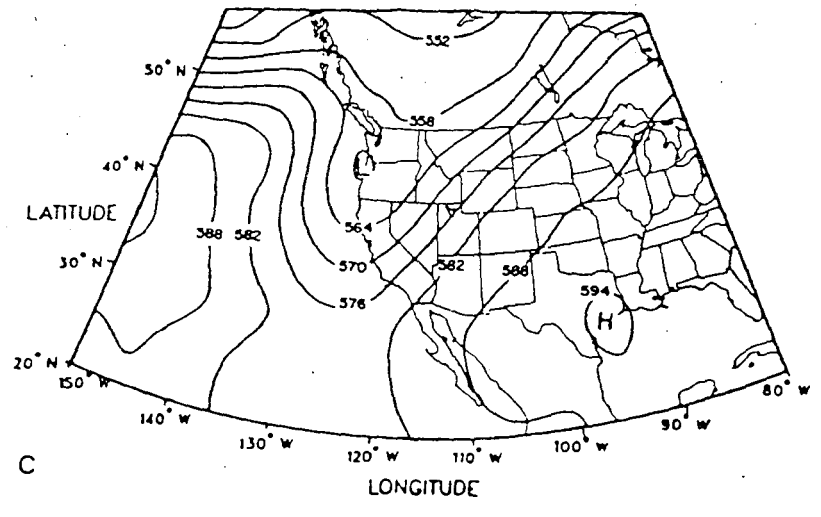 552
50° N
558
40° N
LATITUDE
588 582 564
30° N 570 582 588
576 594
H
20° N
150° W 80° W
140° W 90° W
130° W 100° W
120° W 110° W
C
LONGITUDE